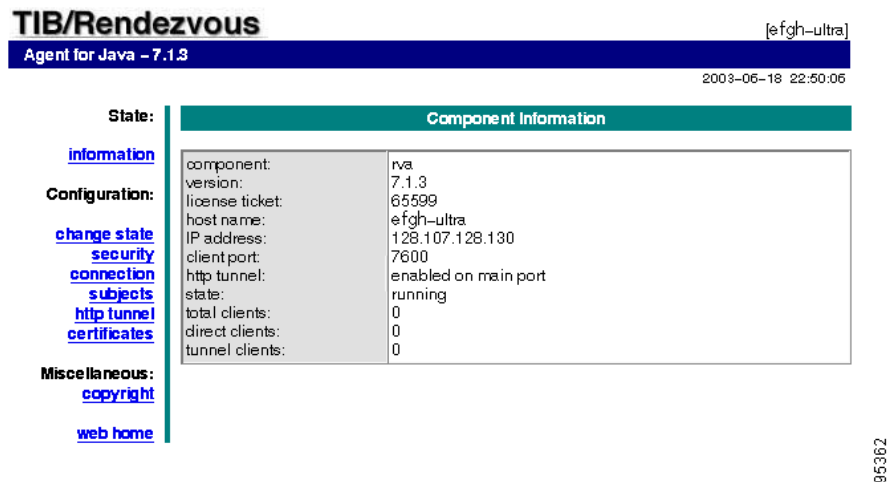 TIB/Rendezvous
[efgh-ultra]
Agent for Java - 7.1.3
2003-06-18 22:50:06
State:
information
Configuration:
change state
security
connection
subjects
http tunnel
certificates
Miscellaneous:
copyright
web home
Component Information
component: rva
version: 7.1.3
license ticket: 65599
host name: efgh-ultra
IP address: 128.107.128.130
client port: 7600
http tunnel: enabled on main port
state: running
total clients: 0
direct clients: 0
tunnel clients: 0
95362